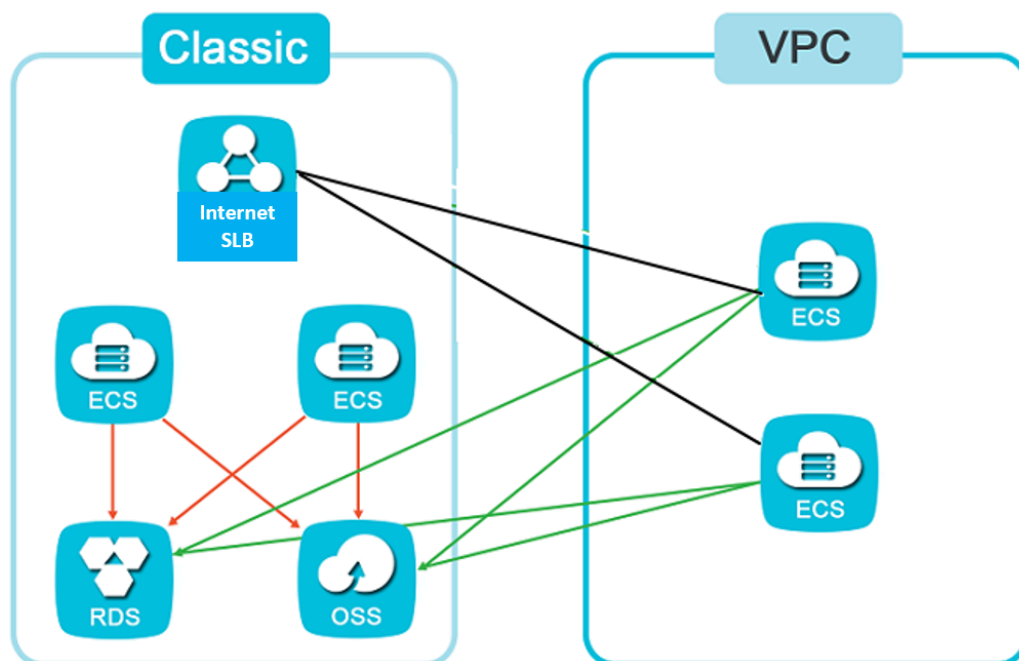 Classic
VPC
Internet
SLB
ECS
ECS
ECS
ECS
RDS
OSS